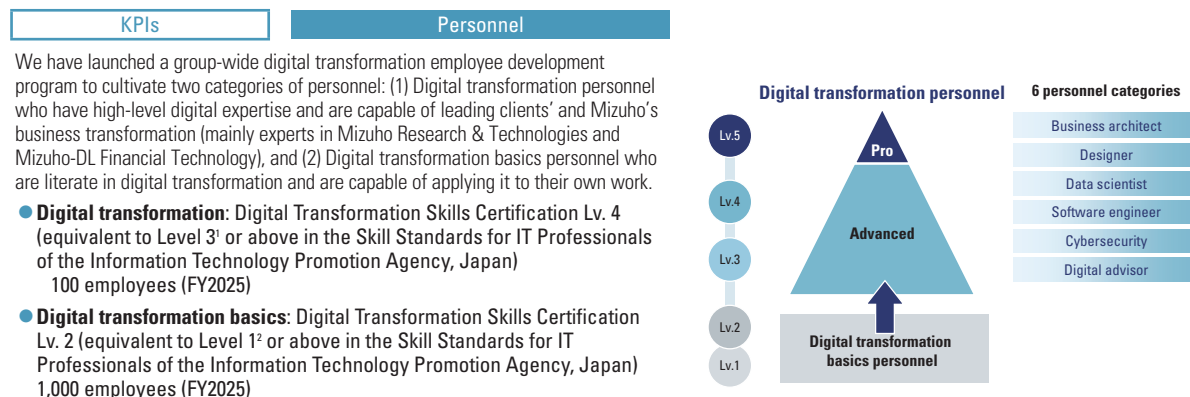 KPIs
Personnel
We have launched a group-wide digital transformation employee development
program to cultivate two categories of personnel: (1) Digital transformation personnel
who have high-level digital expertise and are capable of leading clients’ and Mizuho’s
business transformation (mainly experts in Mizuho Research & Technologies and
Mizuho-DL Financial Technology), and (2) Digital transformation basics personnel who
are literate in digital transformation and are capable of applying it to their own work.
● Digital transformation: Digital Transformation Skills Certification Lv. 4
(equivalent to Level 3¹ or above in the Skill Standards for IT Professionals
of the Information Technology Promotion Agency, Japan)
100 employees (FY2025)
● Digital transformation basics: Digital Transformation Skills Certification
Lv. 2 (equivalent to Level 1² or above in the Skill Standards for IT
Professionals of the Information Technology Promotion Agency, Japan)
1,000 employees (FY2025)
Digital transformation personnel
Lv.5
Lv.4
Lv.3
Lv.2
Lv.1
Pro
Advanced
Digital transformation
basics personnel
6 personnel categories
Business architect
Designer
Data scientist
Software engineer
Cybersecurity
Digital advisor